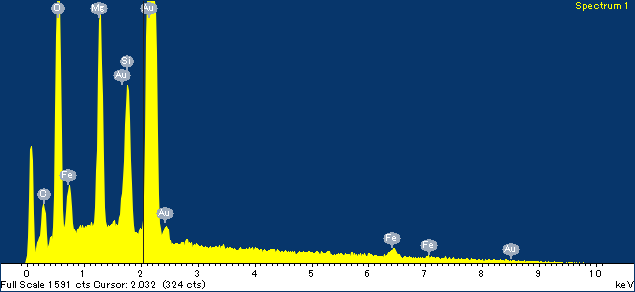 Spectrum 1
O Mg Au
Si
Au
Fe
O
Au
Fe
Fe
Au
0 1 2 3 4 5 6 7 8 9 10
Full Scale 1591 cts Cursor: 2.032 (324 cts) keV